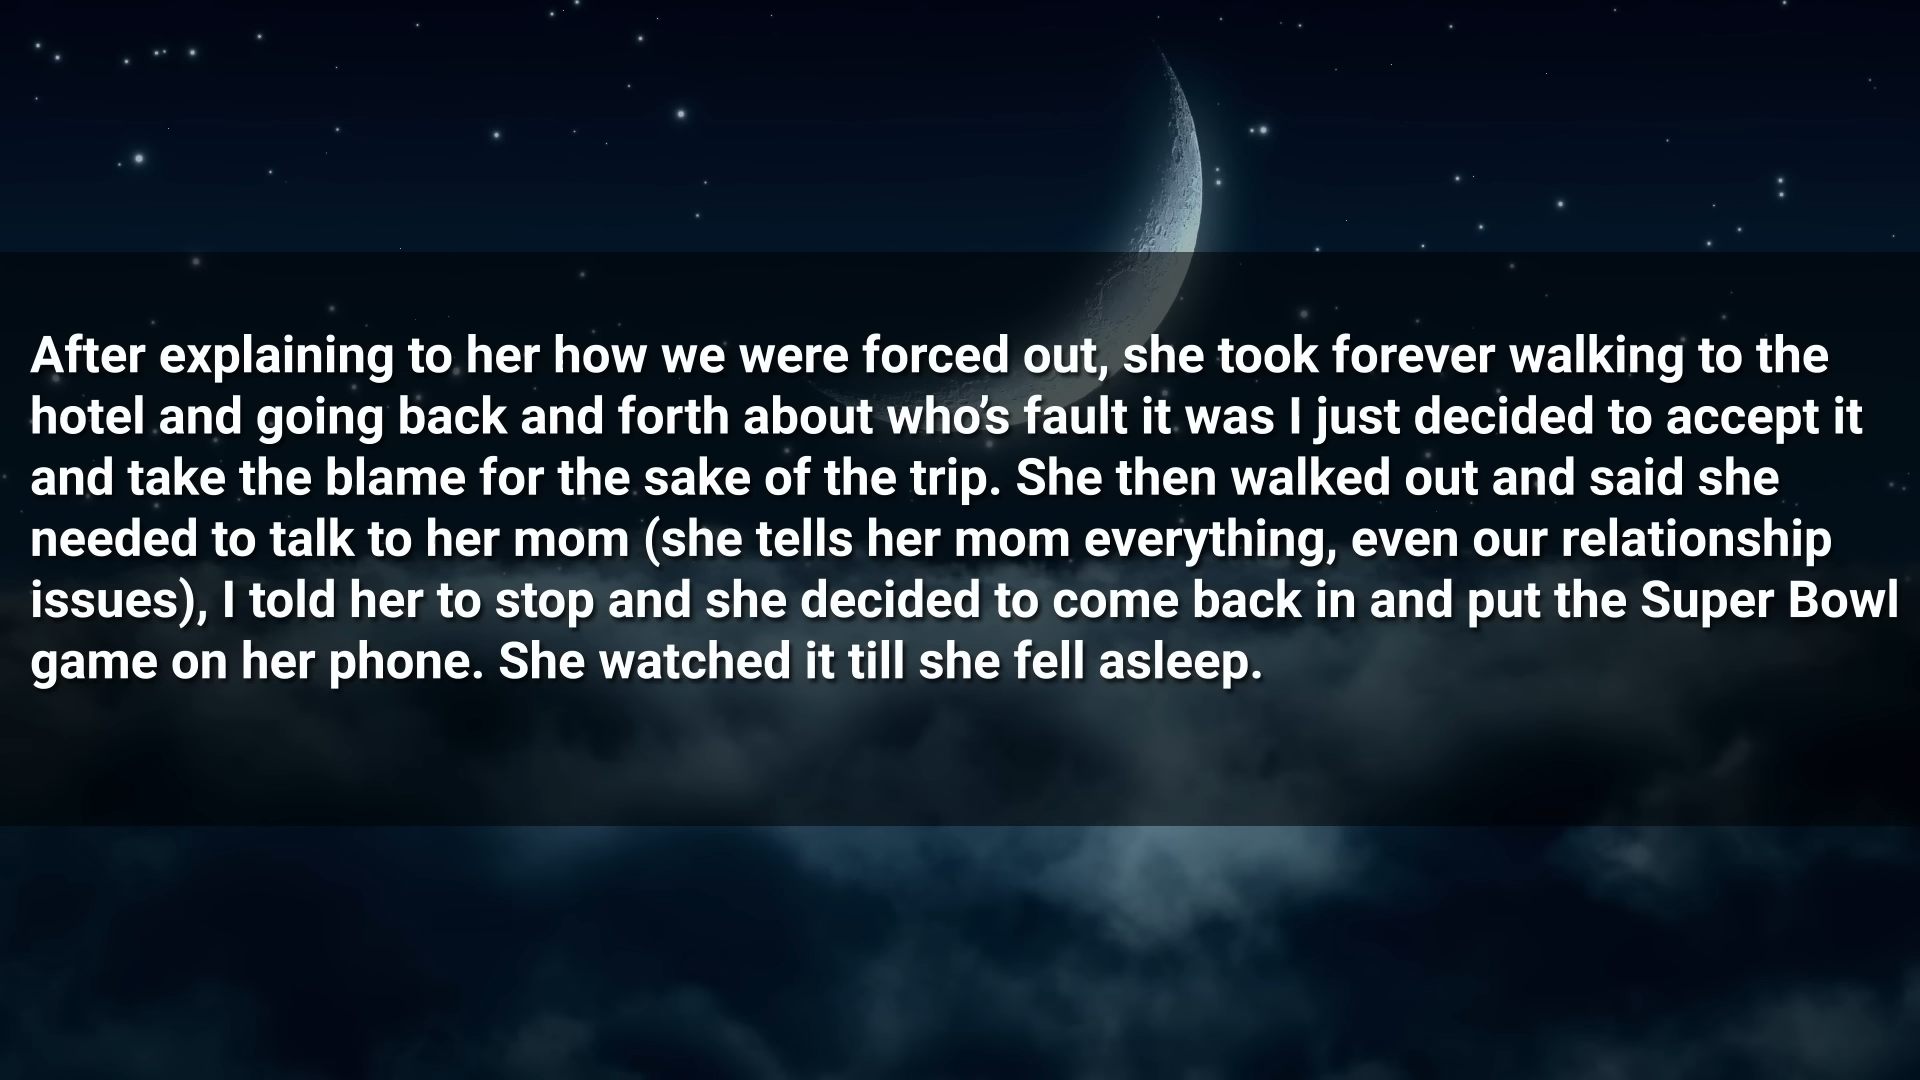 After explaining to her how we were forced out, she took forever walking to the
hotel and going back and forth about who’s fault it was I just decided to accept it
and take the blame for the sake of the trip. She then walked out and said she
needed to talk to her mom (she tells her mom everything, even our relationship
issues), I told her to stop and she decided to come back in and put the Super Bowl
game on her phone. She watched it till she fell asleep.